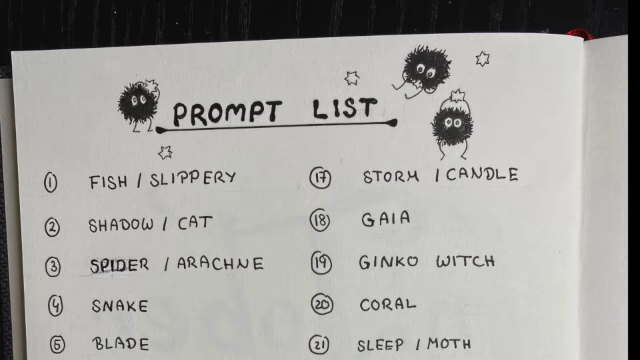 PROMPT LIST
1 FISH / SLIPPERY
2 SHADOW / CAT
3 SPIDER / ARACHNE
4 SNAKE
5 BLADE
17 STORM / CANDLE
18 GAIA
19 GINKO WITCH
20 CORAL
21 SLEEP / MOTH